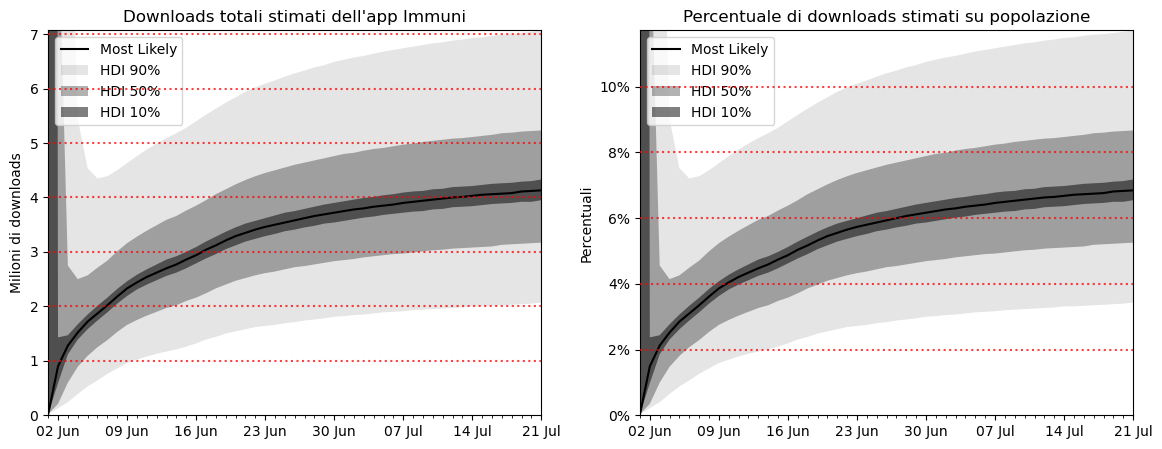 Downloads totali stimati dell'app Immuni
Most Likely
HDI 90%
HDI 50%
HDI 10%
Milioni di downloads
7
6
5
4
3
2
1
0
02 Jun 09 Jun 16 Jun 23 Jun 30 Jun 07 Jul 14 Jul 21 Jul
Percentuale di downloads stimati su popolazione
Most Likely
HDI 90%
HDI 50%
HDI 10%
Percentuali
10%
8%
6%
4%
2%
0%
02 Jun 09 Jun 16 Jun 23 Jun 30 Jun 07 Jul 14 Jul 21 Jul